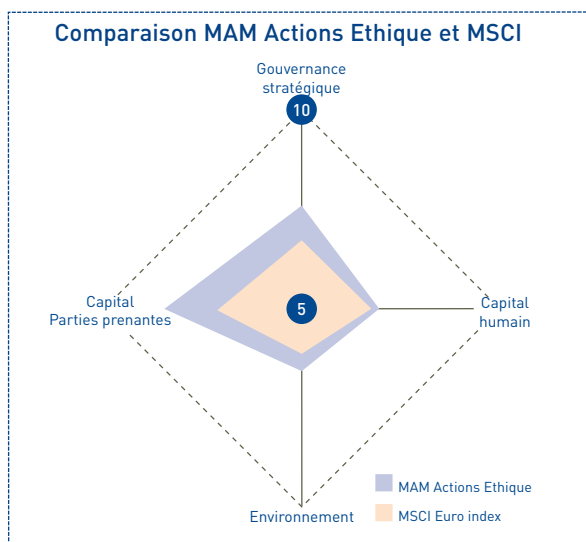 Comparaison MAM Actions Ethique et MSCI
Gouvernance
stratégique
10
Capital
Parties prenantes
5
Capital
humain
Environnement
MAM Actions Ethique
MSCI Euro index